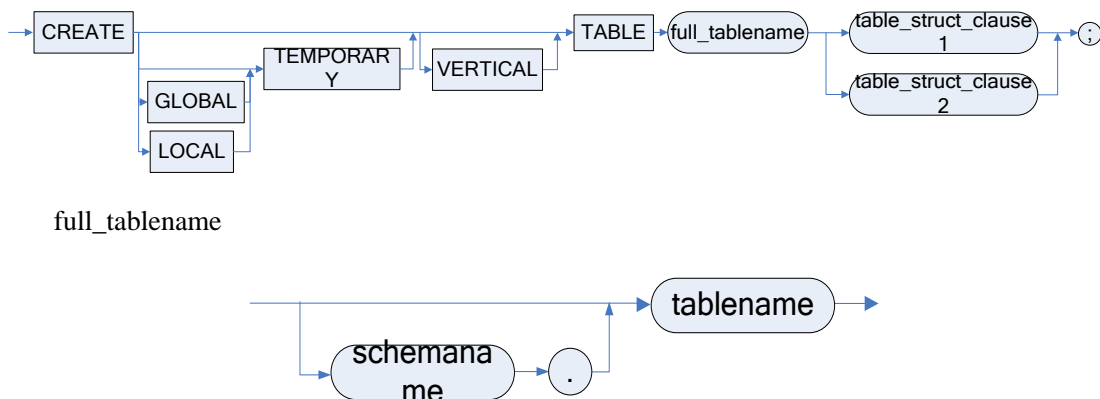 CREATE
TEMPORAR
Y
GLOBAL
LOCAL
VERTICAL
TABLE
full_tablename
table_struct_clause
1
table_struct_clause
2
;
full_tablename
schemana
me
.
tablename